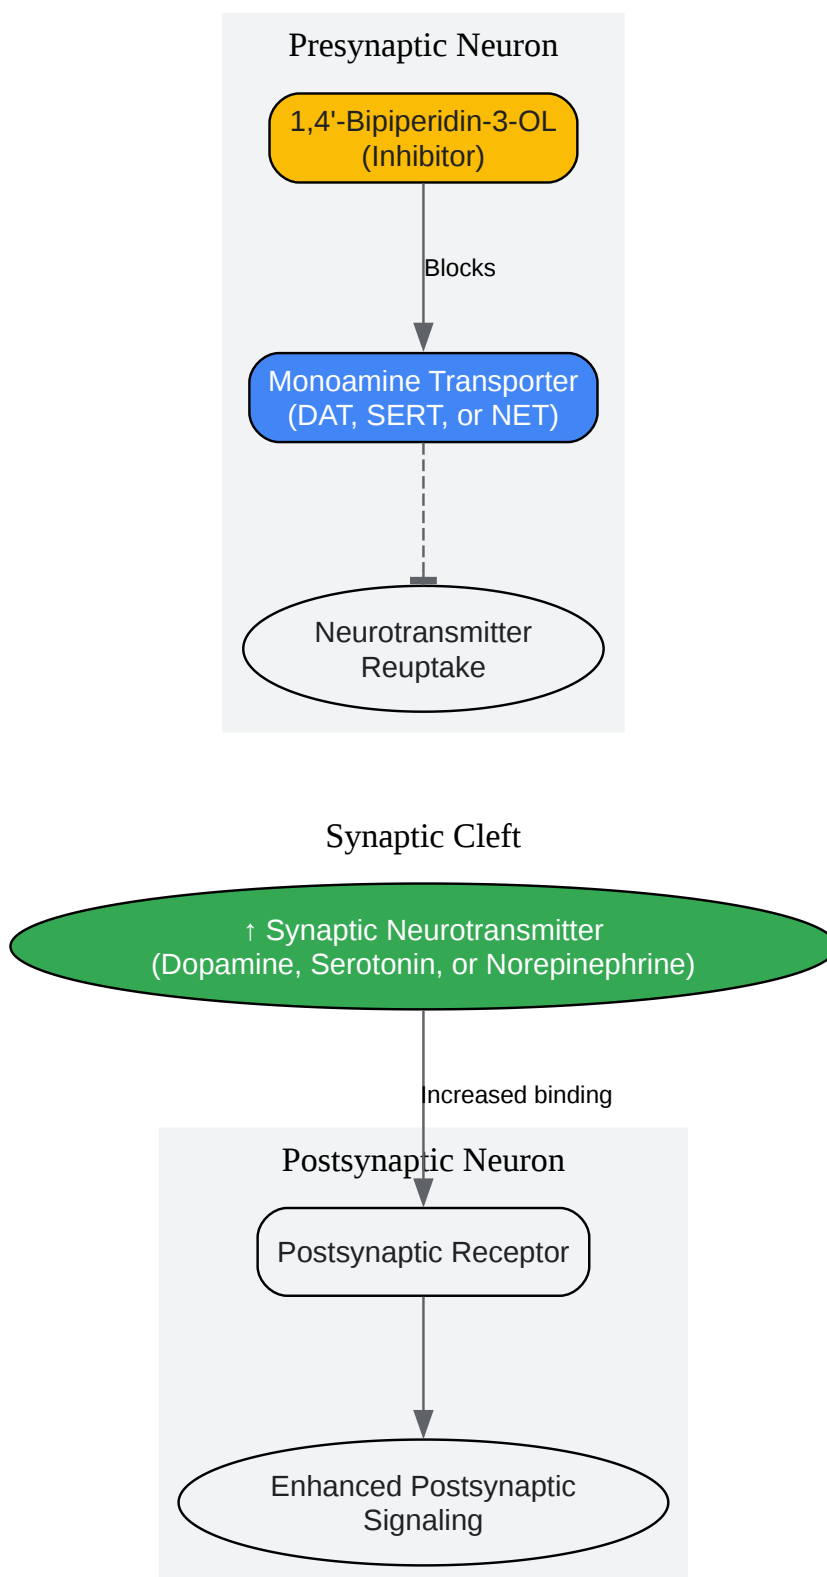 Presynaptic Neuron
1,4'-Bipiperidin-3-OL
(Inhibitor)
Blocks
Monoamine Transporter
(DAT, SERT, or NET)
Neurotransmitter
Reuptake
Synaptic Cleft
↑ Synaptic Neurotransmitter
(Dopamine, Serotonin, or Norepinephrine)
Increased binding
Postsynaptic Neuron
Postsynaptic Receptor
Enhanced Postsynaptic
Signaling